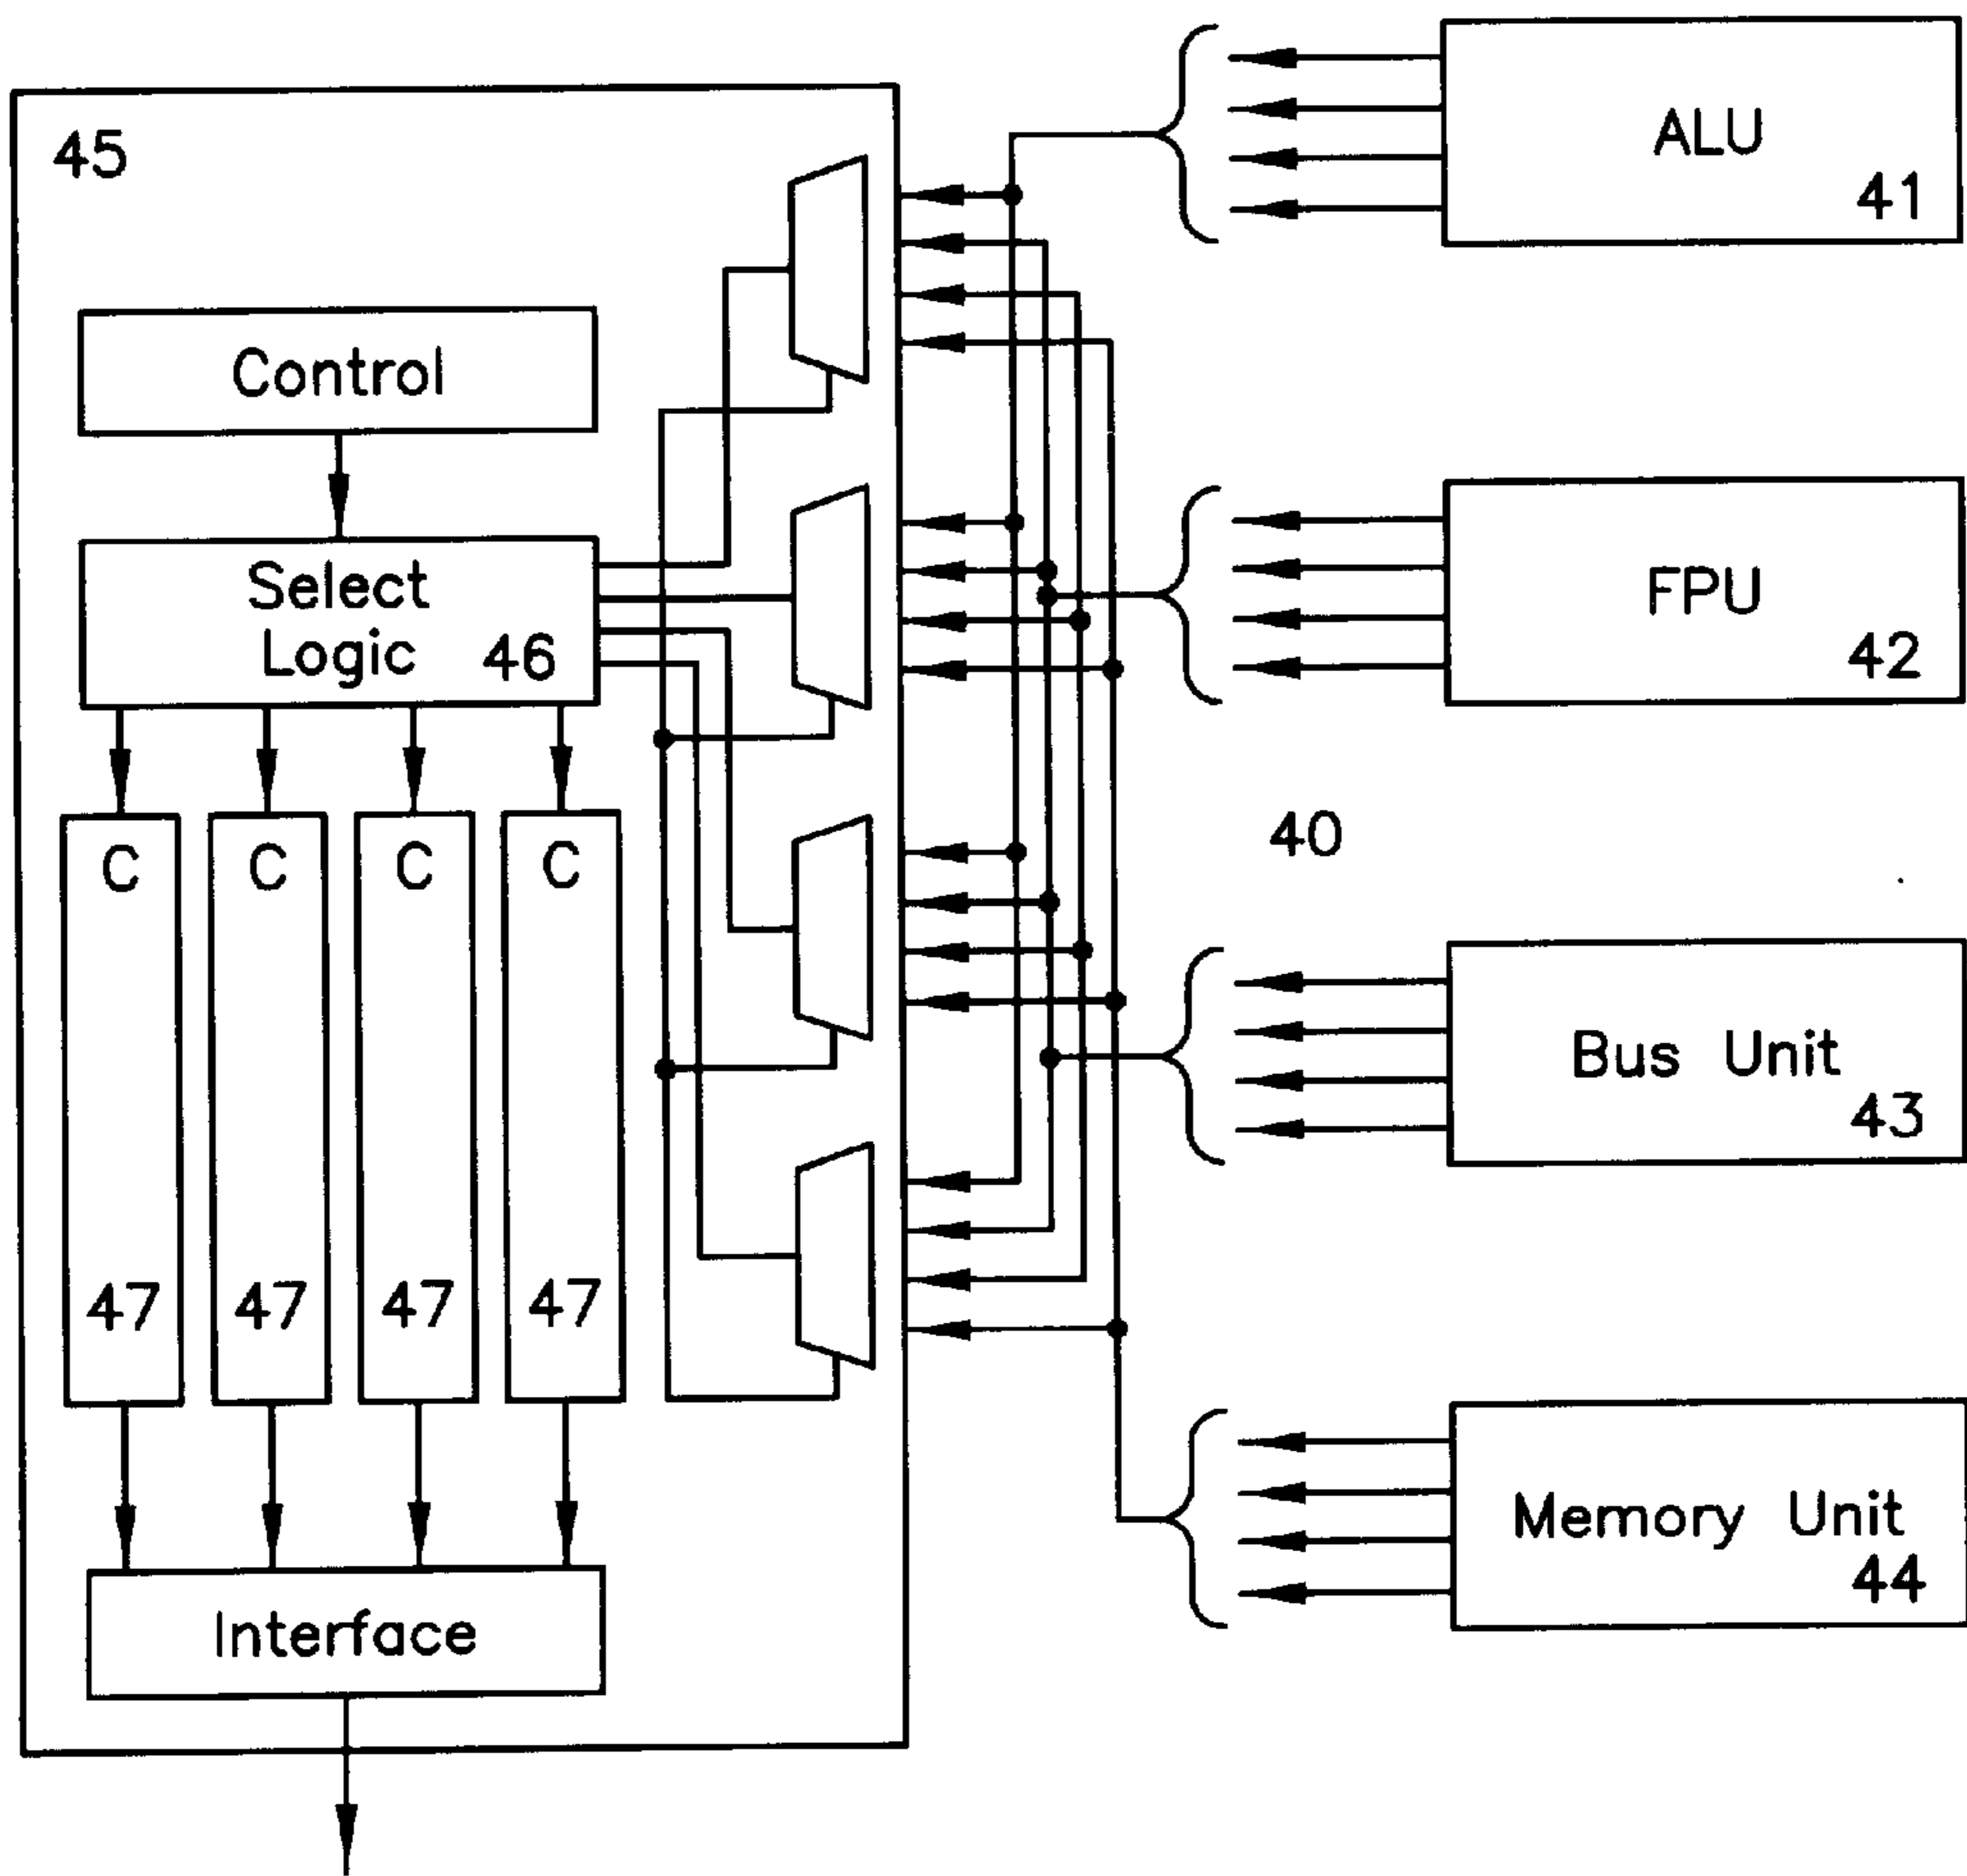 45
Control
Select
Logic 46
C C C C
47 47 47 47
Interface
ALU
41
FPU
42
40
Bus Unit
43
Memory Unit
44